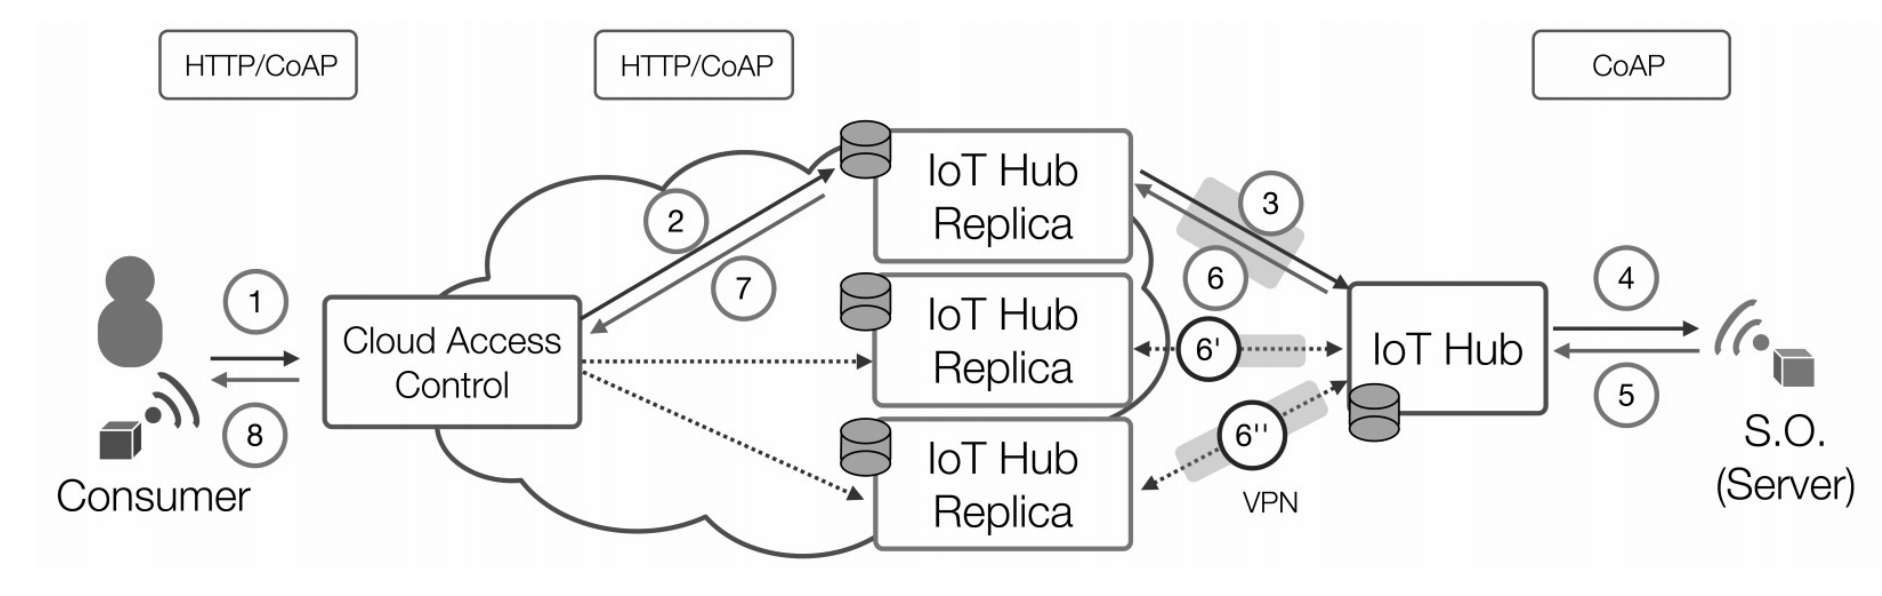 HTTP/CoAP
HTTP/CoAP
CoAP
IoT Hub
Replica
2
3
7
6
4
1
IoT Hub
Replica
Cloud Access
Control
6'
IoT Hub
5
8
6''
IoT Hub
Replica
VPN
S.O.
(Server)
Consumer